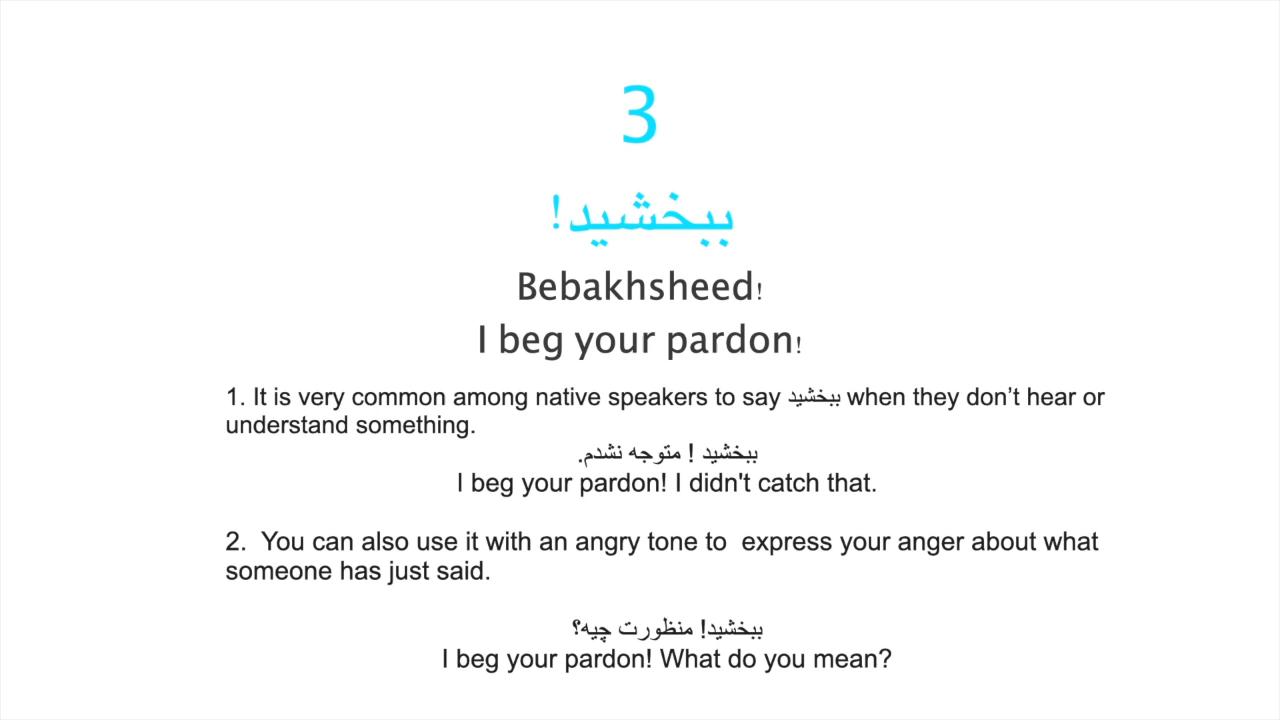 3
ببخشید!
Bebakhsheed!
I beg your pardon!
1. It is very common among native speakers to say ببخشید when they don’t hear or
understand something.
ببخشید ! متوجه نشدم.
I beg your pardon! I didn't catch that.
2.  You can also use it with an angry tone to  express your anger about what
someone has just said.
ببخشید! منظورت چیه؟
I beg your pardon! What do you mean?